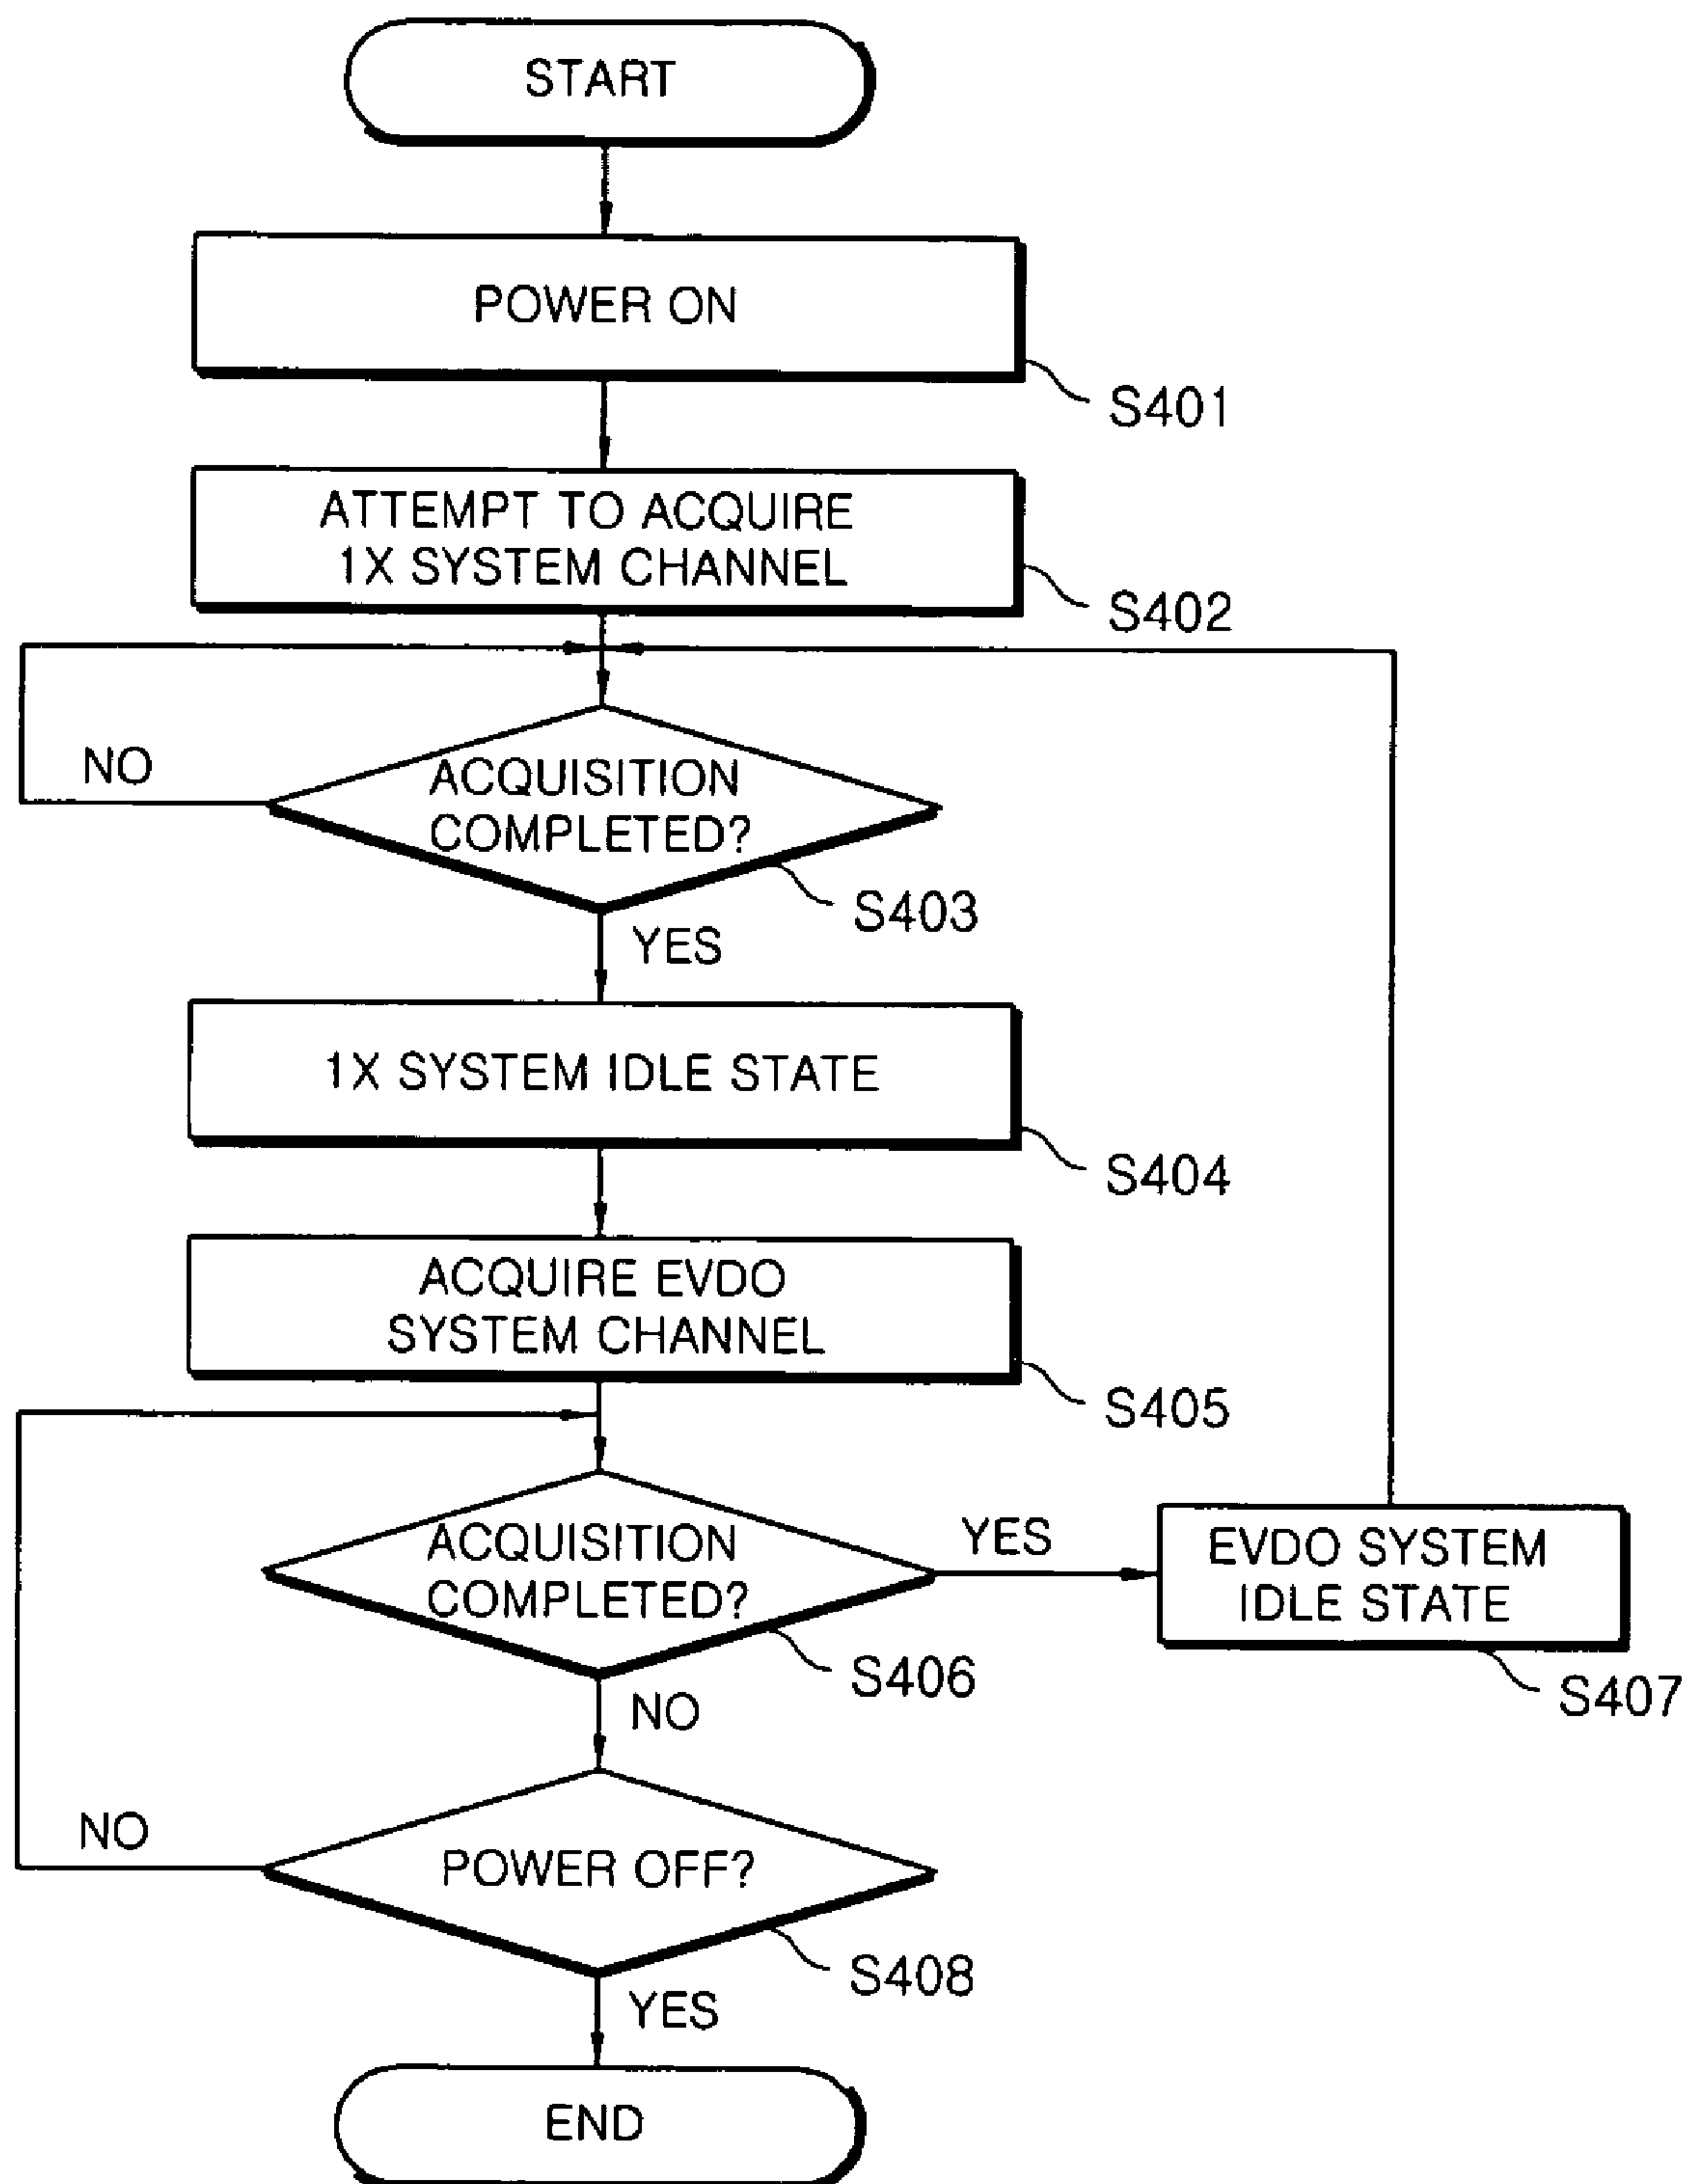 START
POWER ON
S401
ATTEMPT TO ACQUIRE
1X SYSTEM CHANNEL
S402
NO
ACQUISITION
COMPLETED?
S403
YES
1X SYSTEM IDLE STATE
S404
ACQUIRE EVDO
SYSTEM CHANNEL
S405
ACQUISITION
COMPLETED?
YES
EVDO SYSTEM
IDLE STATE
S406
S407
NO
NO
POWER OFF?
S408
YES
END